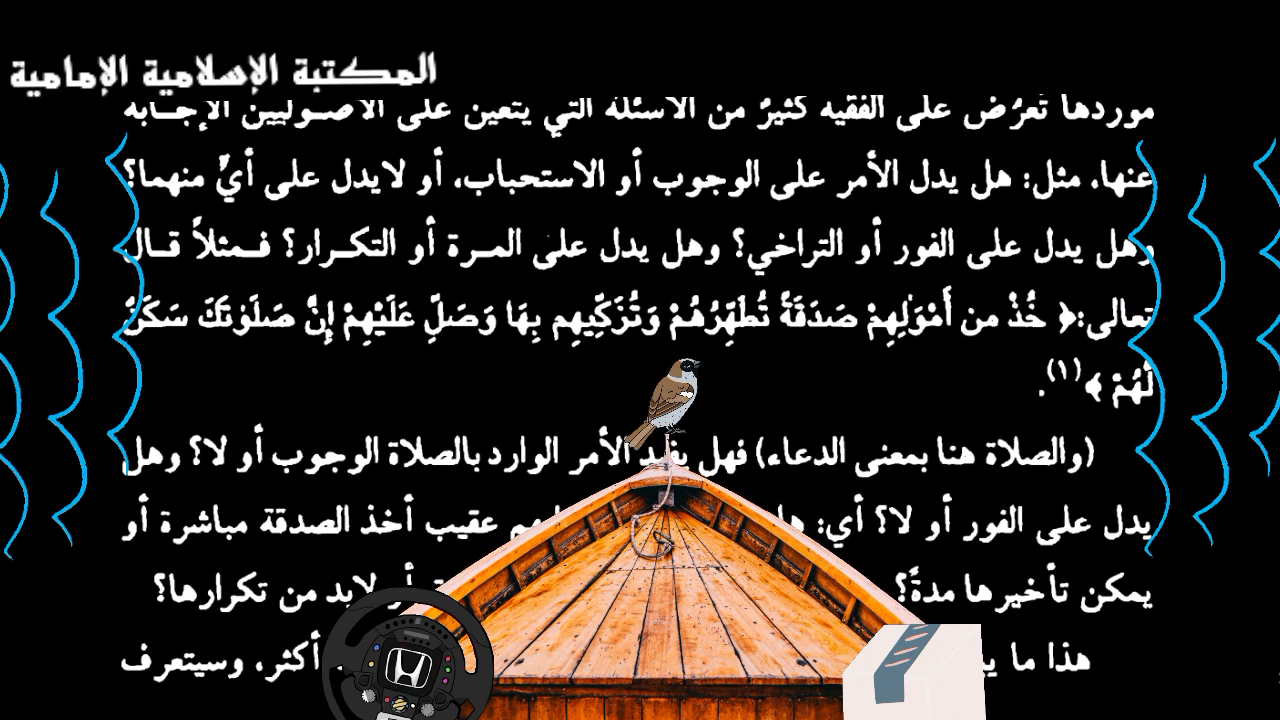 المكتبة الإسلامية الإمامية
موردها تعرُض على الفقيه كثيرٌ من الاسئلة التي يتعين على الاصوليين الإجابة
عنها، مثل: هل يدل الأمر على الوجوب أو الاستحباب، أو لايدل على أيٍّ منهما؟
وهل يدل على الفور أو التراخي؟ وهل يدل على المرة أو التكرار؟ فمثلاً قال
تعالى:﴿ خُذْ من أَمْوَٰلِهِمْ صَدَقَةً تُطَهِّرُهُمْ وَتُزَكِّيهِم بِهَا وَصَلِّ عَلَيْهِمْ إِنَّ صَلَوٰتَكَ سَكَنٌ
لَهُمْ ﴾(١).
(والصلاة هنا بمعنى الدعاء) فهل يفيد الأمر الوارد بالصلاة الوجوب أو لا؟ وهل
يدل على الفور أو لا؟ أي: عقيب أخذ الصدقة مباشرة أو
يمكن تأخيرها مدةً؟ أو لابد من تكرارها؟
هذا ما أكثر، وسيتعرف